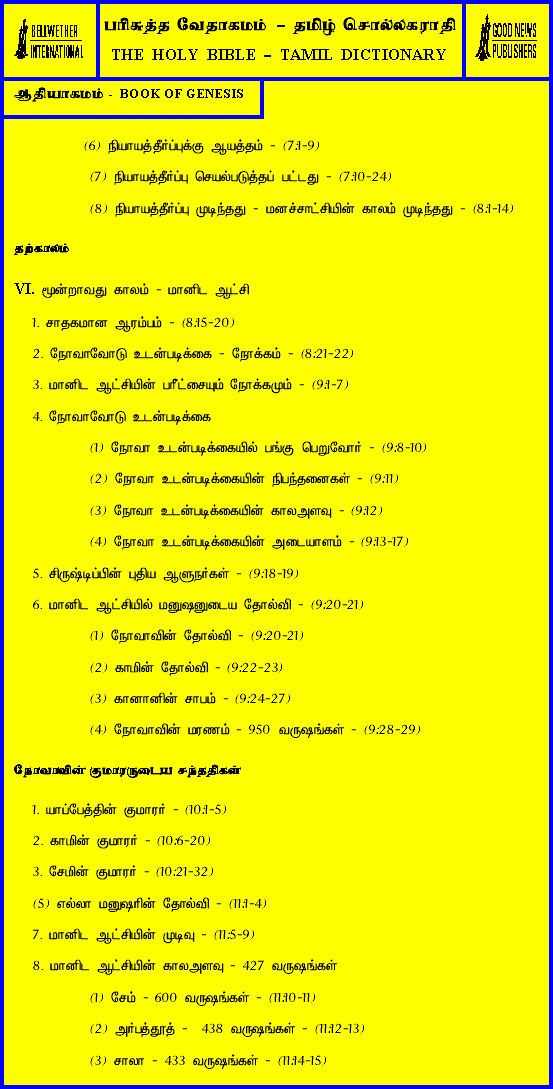 BELLWETHER
INTERNATIONAL
பரிசுத்த வேதாகமம் – தமிழ் சொல்லகராதி
THE HOLY BIBLE – TAMIL DICTIONARY
GOOD NEWS
PUBLISHERS
ஆதியாகமம் - BOOK OF GENESIS
(6) நியாயத்தீர்ப்புக்கு ஆயத்தம் - (7:1-9)
(7) நியாயத்தீர்ப்பு செயல்படுத்தப் பட்டது - (7:10-24)
(8) நியாயத்தீர்ப்பு முடிந்தது - மனச்சாட்சியின் காலம் முடிந்தது - (8:1-14)
தற்காலம்
VI. மூன்றாவது காலம் - மானிட ஆட்சி
1. சாதகமான ஆரம்பம் - (8:15-20)
2. நோவாவோடு உடன்படிக்கை - நோக்கம் - (8:21-22)
3. மானிட ஆட்சியின் பரீட்சையும் நோக்கமும் - (9:1-7)
4. நோவாவோடு உடன்படிக்கை
(1) நோவா உடன்படிக்கையில் பங்கு பெறுவோர் - (9:8-10)
(2) நோவா உடன்படிக்கையின் நிபந்தனைகள் - (9:11)
(3) நோவா உடன்படிக்கையின் காலஅளவு - (9:12)
(4) நோவா உடன்படிக்கையின் அடையாளம் - (9:13-17)
5. சிருஷ்டிப்பின் புதிய ஆளுநர்கள் - (9:18-19)
6. மானிட ஆட்சியில் மனுஷனுடைய தோல்வி - (9:20-21)
(1) நோவாவின் தோல்வி - (9:20-21)
(2) காமின் தோல்வி - (9:22-23)
(3) கானானின் சாபம் - (9:24-27)
(4) நோவாவின் மரணம் - 950 வருஷங்கள் - (9:28-29)
நோவாவின் குமாரருடைய சந்ததிகள்
1. யாப்பேத்தின் குமாரர் - (10:1-5)
2. காமின் குமாரர் - (10:6-20)
3. சேமின் குமாரர் - (10:21-32)
(5) எல்லா மனுஷரின் தோல்வி - (11:1-4)
7. மானிட ஆட்சியின் முடிவு - (11:5-9)
8. மானிட ஆட்சியின் காலஅளவு - 427 வருஷங்கள்
(1) சேம் - 600 வருஷங்கள் - (11:10-11)
(2) அர்பத்தூத் - 438 வருஷங்கள் - (11:12-13)
(3) சாலா - 433 வருஷங்கள் - (11:14-15)